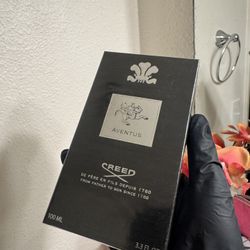 AVENTUS
CREED
DE PÈRE EN FILS DEPUIS 1760
FROM FATHER TO SON SINCE 1760
100 ML
3.3 FL